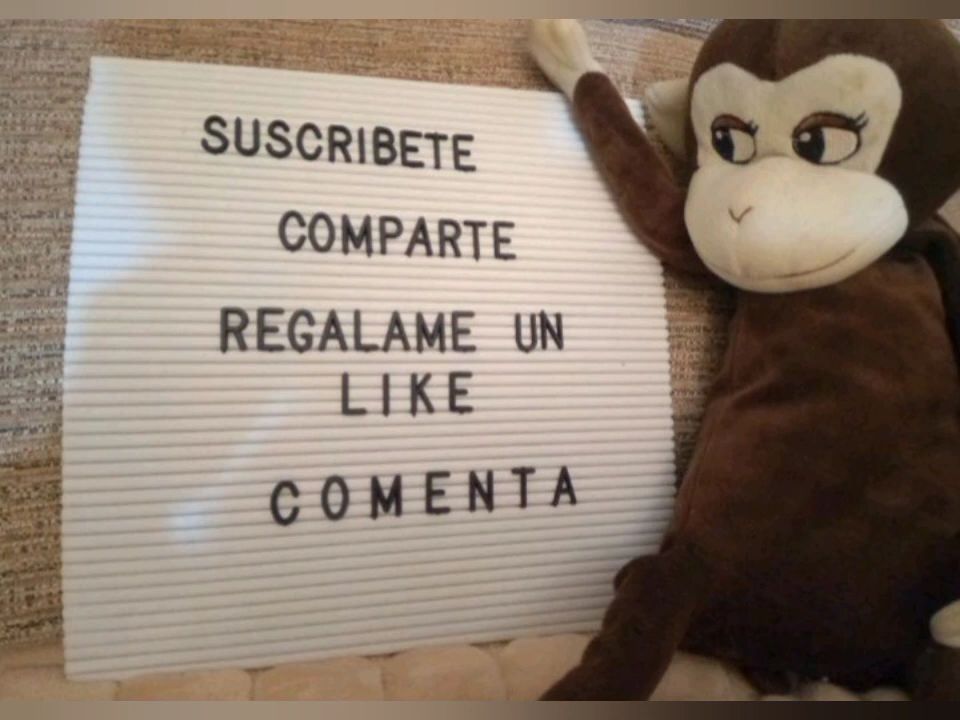 SUSCRIBETE
COMPARTE
REGALAME UN
LIKE
COMENTA